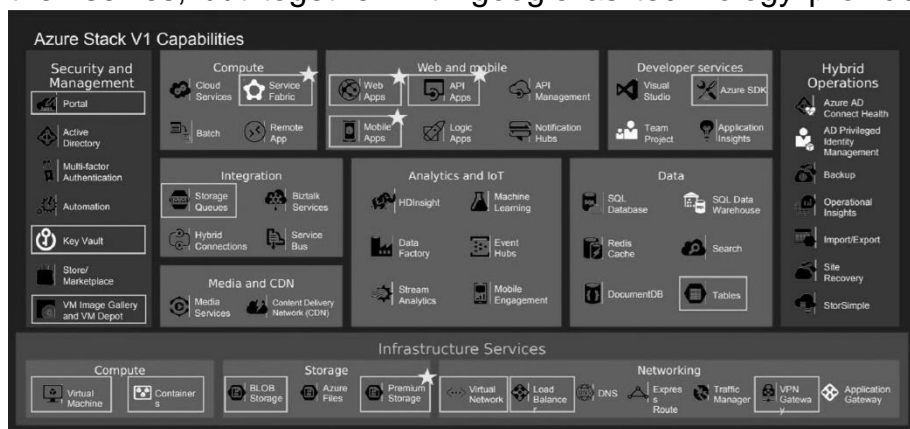 Azure Stack V1 Capabilities
Security and
Management
Portal
Active
Directory
Multi-factor
Authentication
Automation
Key Vault
Store/
Marketplace
VM Image Gallery
and VM Depot
Compute
Cloud
Services
Service
Fabric
Batch
Remote
App
Web and mobile
Web
Apps
API
Apps
API
Management
Mobile
Apps
Logic
Apps
Notification
Hubs
Developer services
Visual
Studio
Azure SDK
Team
Project
Application
Insights
Hybrid
Operations
Azure AD
Connect Health
AD Privileged
Identity
Management
Backup
Operational
Insights
Import/Export
Site
Recovery
StorSimple
Integration
Storage
Queues
Biztalk
Services
Hybrid
Connections
Service
Bus
Analytics and IoT
HDInsight
Machine
Learning
Data
Factory
Event
Hubs
Stream
Analytics
Mobile
Engagement
Data
SQL
Database
SQL Data
Warehouse
Redis
Cache
Search
DocumentDB
Tables
Media and CDN
Media
Services
Content Delivery
Network (CDN)
Infrastructure Services
Compute
Virtual
Machine
Container
s
Storage
BLOB
Storage
Azure
Files
Premium
Storage
Networking
Virtual
Network
Load
Balance
r
DNS
Expres
s
Route
Traffic
Manager
VPN
Gatewa
y
Application
Gateway